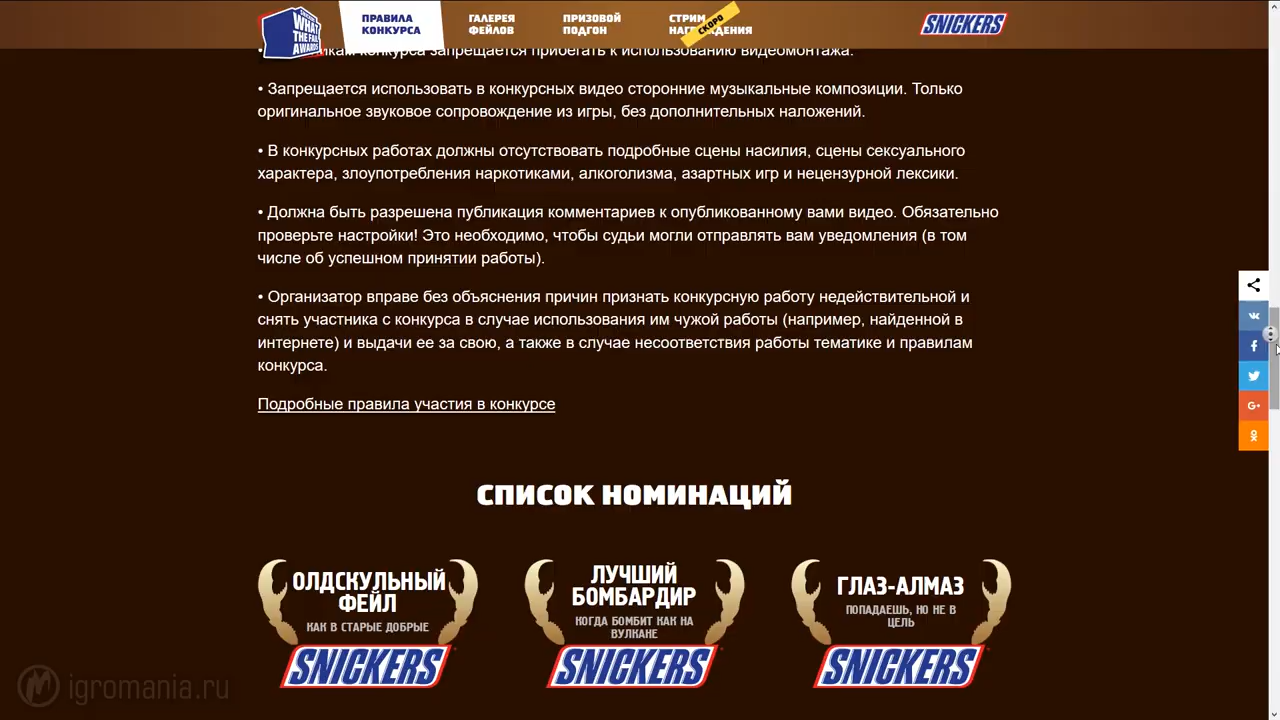 WHAT THE FAIL AWARDS
ПРАВИЛА
КОНКУРСА
ГАЛЕРЕЯ
ФЕЙЛОВ
ПРИЗОВОЙ
ПОДГОН
СТРИМ
СКОРО
SNICKERS
конкурса запрещается прибегать к использованию видеомонтажа.
• Запрещается использовать в конкурсных видео сторонние музыкальные композиции. Только
оригинальное звуковое сопровождение из игры, без дополнительных наложений.
• В конкурсных работах должны отсутствовать подробные сцены насилия, сцены сексуального
характера, злоупотребления наркотиками, алкоголизма, азартных игр и нецензурной лексики.
• Должна быть разрешена публикация комментариев к опубликованному вами видео. Обязательно
проверьте настройки! Это необходимо, чтобы судьи могли отправлять вам уведомления (в том
числе об успешном принятии работы).
• Организатор вправе без объяснения причин признать конкурсную работу недействительной и
снять участника с конкурса в случае использования им чужой работы (например, найденной в
интернете) и выдачи ее за свою, а также в случае несоответствия работы тематике и правилам
конкурса.
Подробные правила участия в конкурсе
СПИСОК НОМИНАЦИЙ
ОЛДСКУЛЬНЫЙ
ФЕЙЛ
КАК В СТАРЫЕ ДОБРЫЕ
SNICKERS
ЛУЧШИЙ
БОМБАРДИР
КОГДА БОМБИТ КАК НА
ВУЛКАНЕ
SNICKERS
ГЛАЗ-АЛМАЗ
ПОПАДАЕШЬ, НО НЕ В
ЦЕЛЬ
SNICKERS
igromania.ru